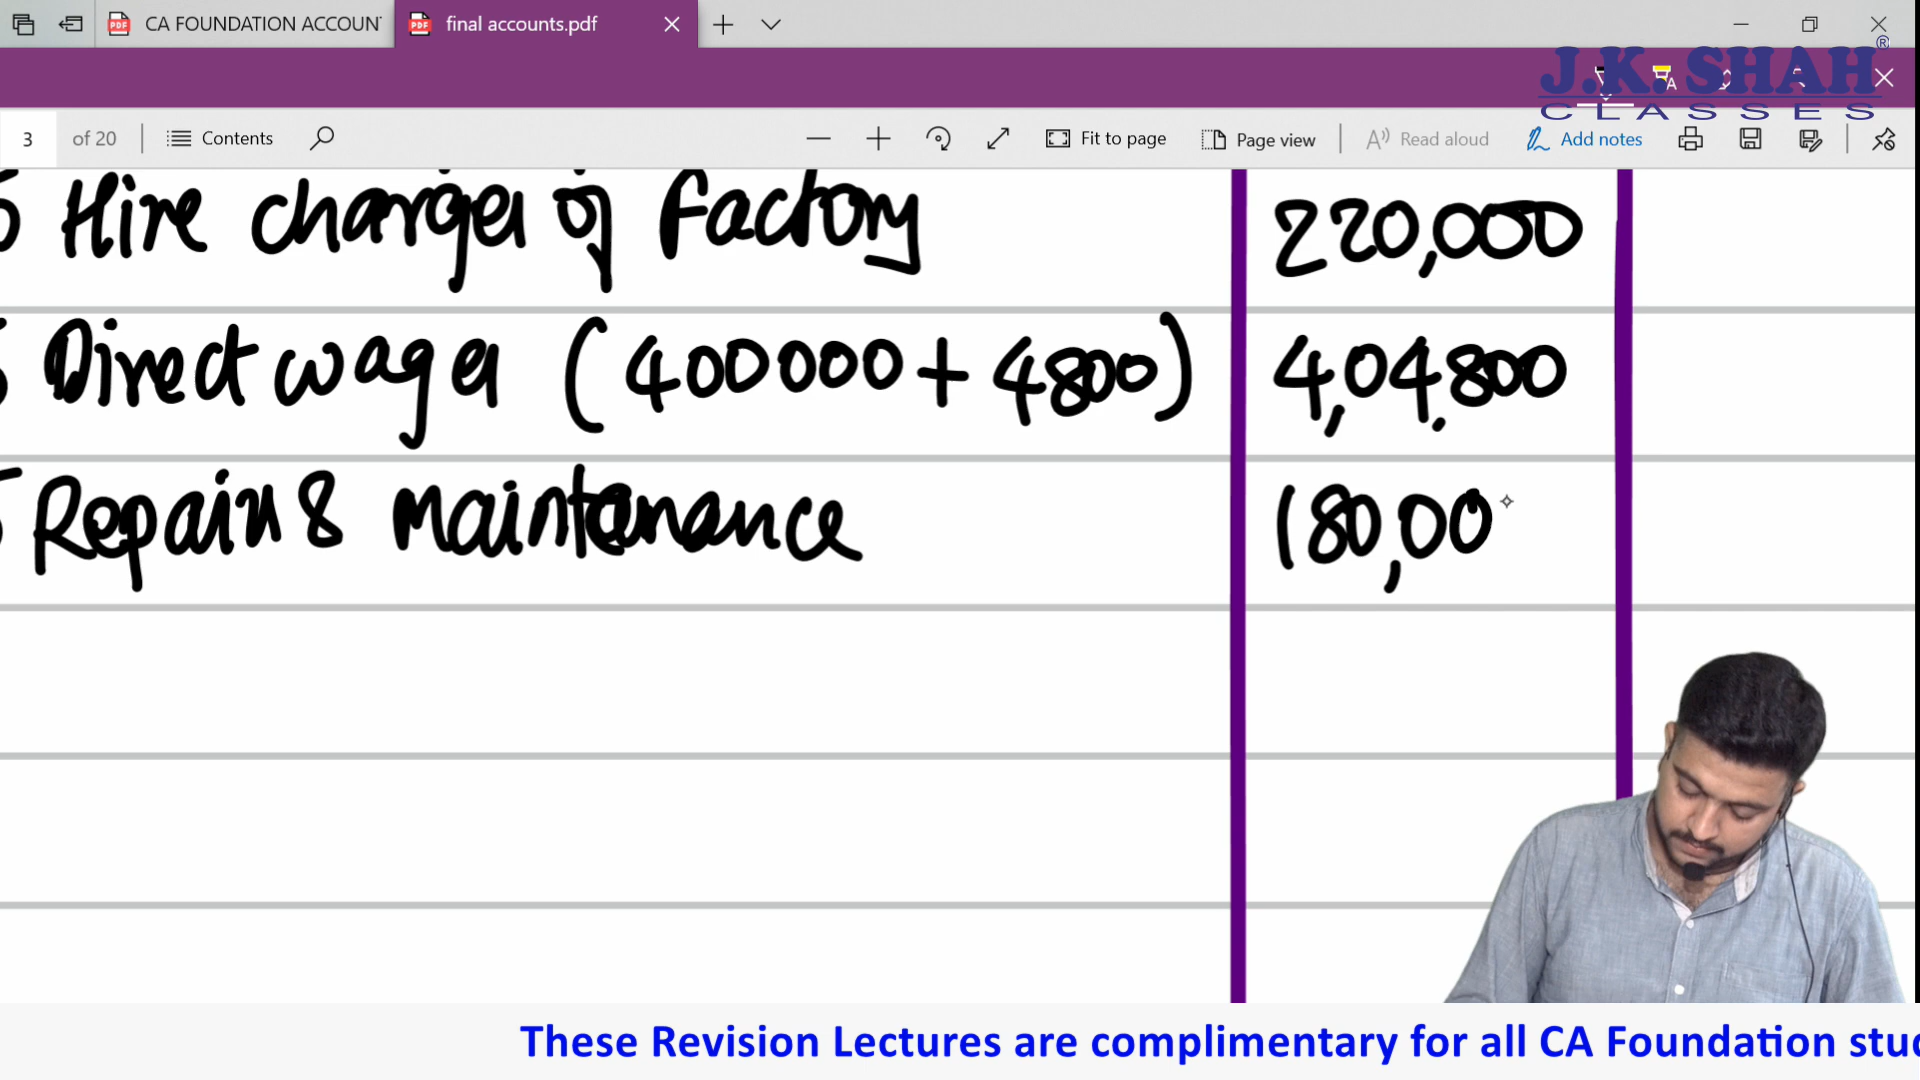 CA FOUNDATION ACCOUN
final accounts.pdf
J.K. SHAH®
CLASSES
3 of 20 Contents Fit to page Page view Read aloud Add notes
Hire charges of Factory 220,000
Direct wages (400000 + 4800) 4,04,800
Repairs & maintenance 180,00
These Revision Lectures are complimentary for all CA Foundation stu